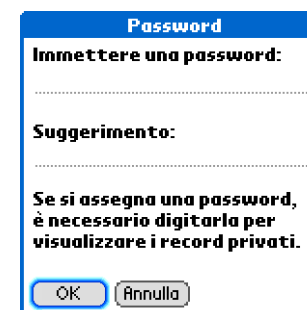 Password
Immettere una password:
Suggerimento:
Se si assegna una password,
è necessario digitarla per
visualizzare i record privati.
OK Annulla